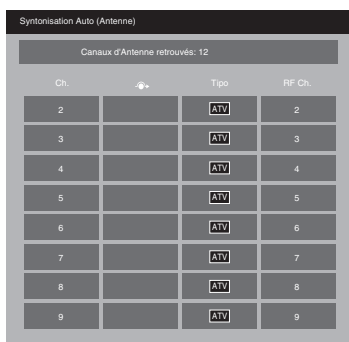 Syntonisation Auto (Antenne)
Canaux d'Antenne retrouvés: 12
Ch. Tipo RF Ch.
2 ATV 2
3 ATV 3
4 ATV 4
5 ATV 5
6 ATV 6
7 ATV 7
8 ATV 8
9 ATV 9